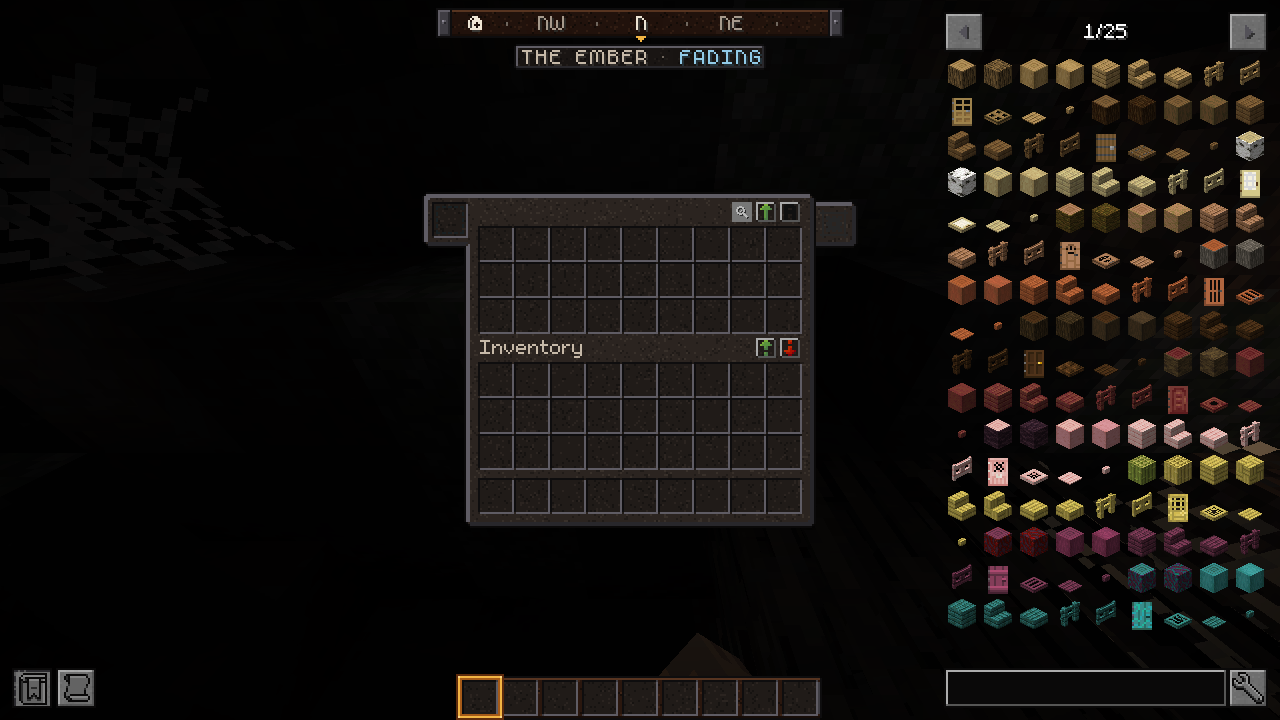 NW · N · NE ·
THE EMBER · FADING
1/25
Inventory